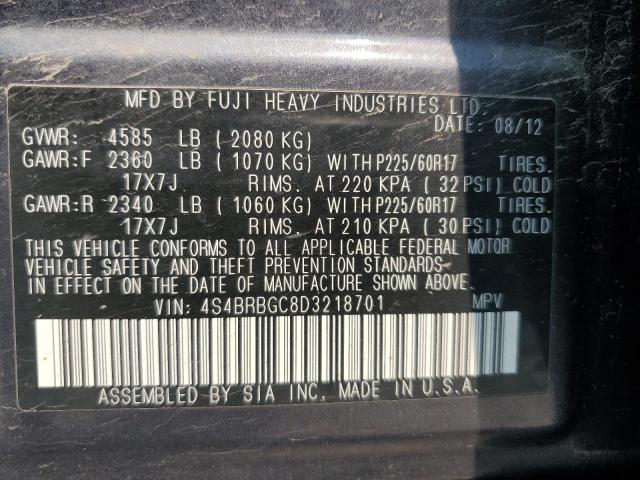 MFD BY FUJI HEAVY INDUSTRIES LTD.
DATE: 08/12
GVWR: 4585 LB (2080 KG)
GAWR:F 2360 LB (1070 KG) WITH P225/60R17 TIRES.
17X7J RIMS. AT 220 KPA (32 PSI) COLD
GAWR:R 2340 LB (1060 KG) WITH P225/60R17 TIRES.
17X7J RIMS. AT 210 KPA (30 PSI) COLD
THIS VEHICLE CONFORMS TO ALL APPLICABLE FEDERAL MOTOR
VEHICLE SAFETY AND THEFT PREVENTION STANDARDS
IN EFFECT ON THE DATE OF MANUFACTURE SHOWN ABOVE.
VIN: 4S4BRBGC8D3218701 MPV
ASSEMBLED BY SIA INC. MADE IN U.S.A.